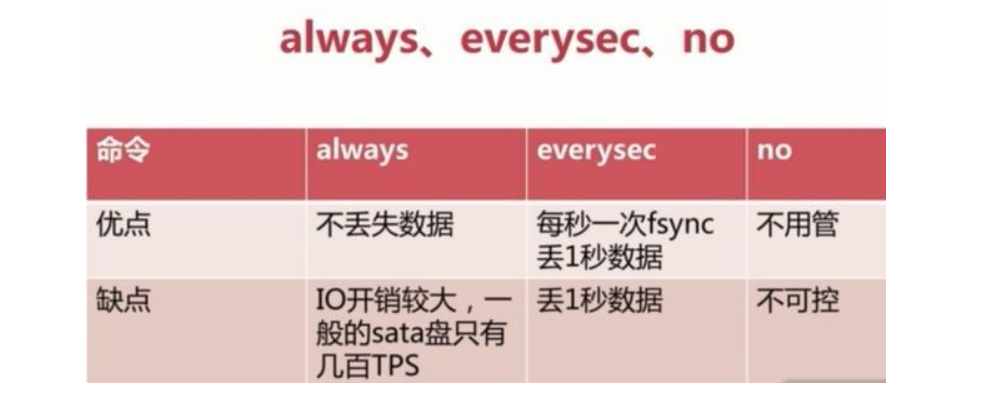 always、everysec、no
命令 always everysec no
优点 不丢失数据 每秒一次fsync 不用管
丢1秒数据
缺点 IO开销较大，一 丢1秒数据 不可控
般的sata盘只有
几百TPS